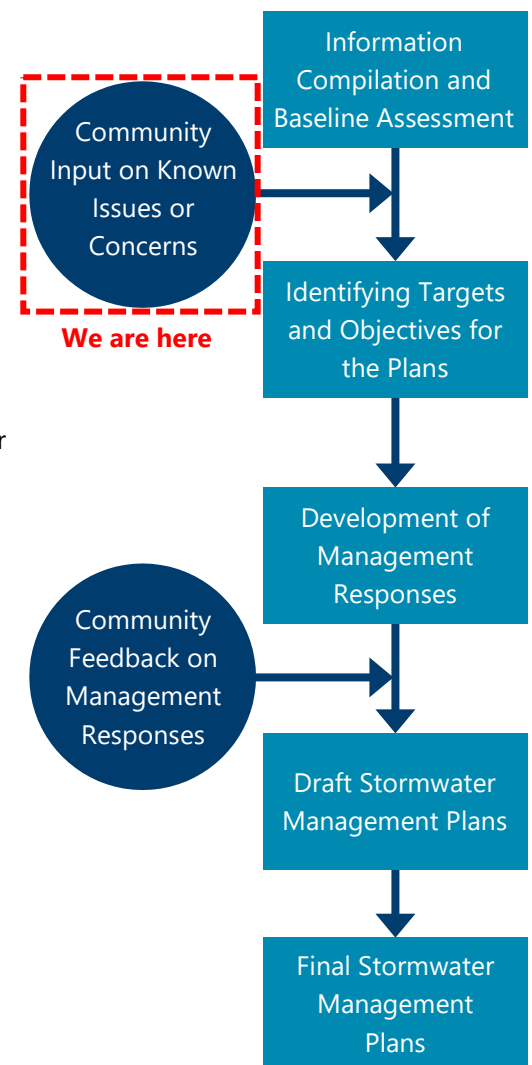 Information
Compilation and
Baseline Assessment
Community
Input on Known
Issues or
Concerns
We are here
Identifying Targets
and Objectives for
the Plans
r
Development of
Management
Responses
Community
Feedback on
Management
Responses
Draft Stormwater
Management Plans
Final Stormwater
Management
Plans